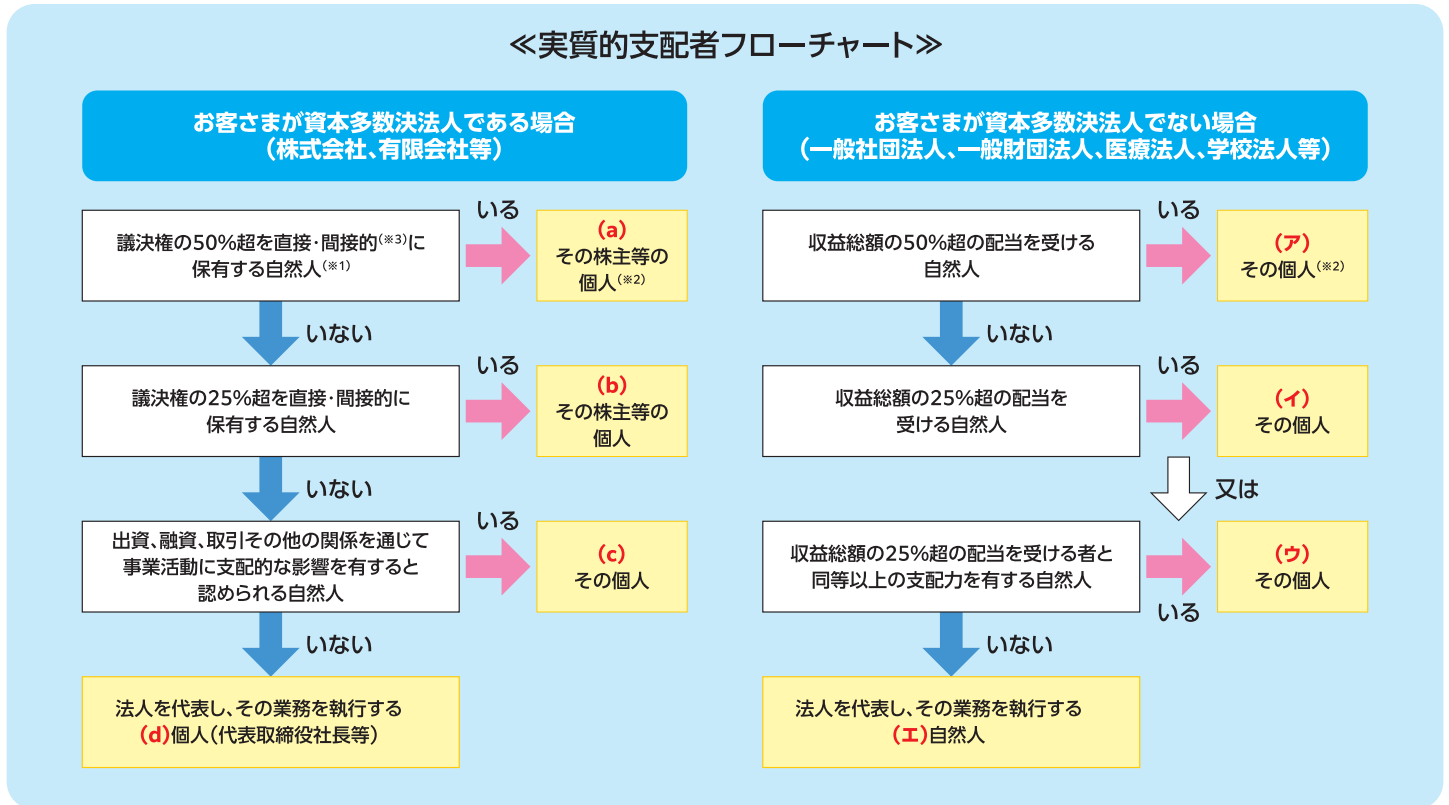 ≪実質的支配者フローチャート≫
お客さまが資本多数決法人である場合
（株式会社、有限会社等）
議決権の50%超を直接・間接的(※3)に
保有する自然人(※1)
いる
(a)
その株主等の
個人(※2)
いない
議決権の25%超を直接・間接的に
保有する自然人
いる
(b)
その株主等の
個人
いない
出資、融資、取引その他の関係を通じて
事業活動に支配的な影響を有すると
認められる自然人
いる
(c)
その個人
いない
法人を代表し、その業務を執行する
(d)個人（代表取締役社長等）
お客さまが資本多数決法人でない場合
（一般社団法人、一般財団法人、医療法人、学校法人等）
収益総額の50%超の配当を受ける
自然人
いる
(ア)
その個人(※2)
いない
収益総額の25%超の配当を
受ける自然人
いる
(イ)
その個人
又は
収益総額の25%超の配当を受ける者と
同等以上の支配力を有する自然人
いる
(ウ)
その個人
いない
法人を代表し、その業務を執行する
(エ)自然人